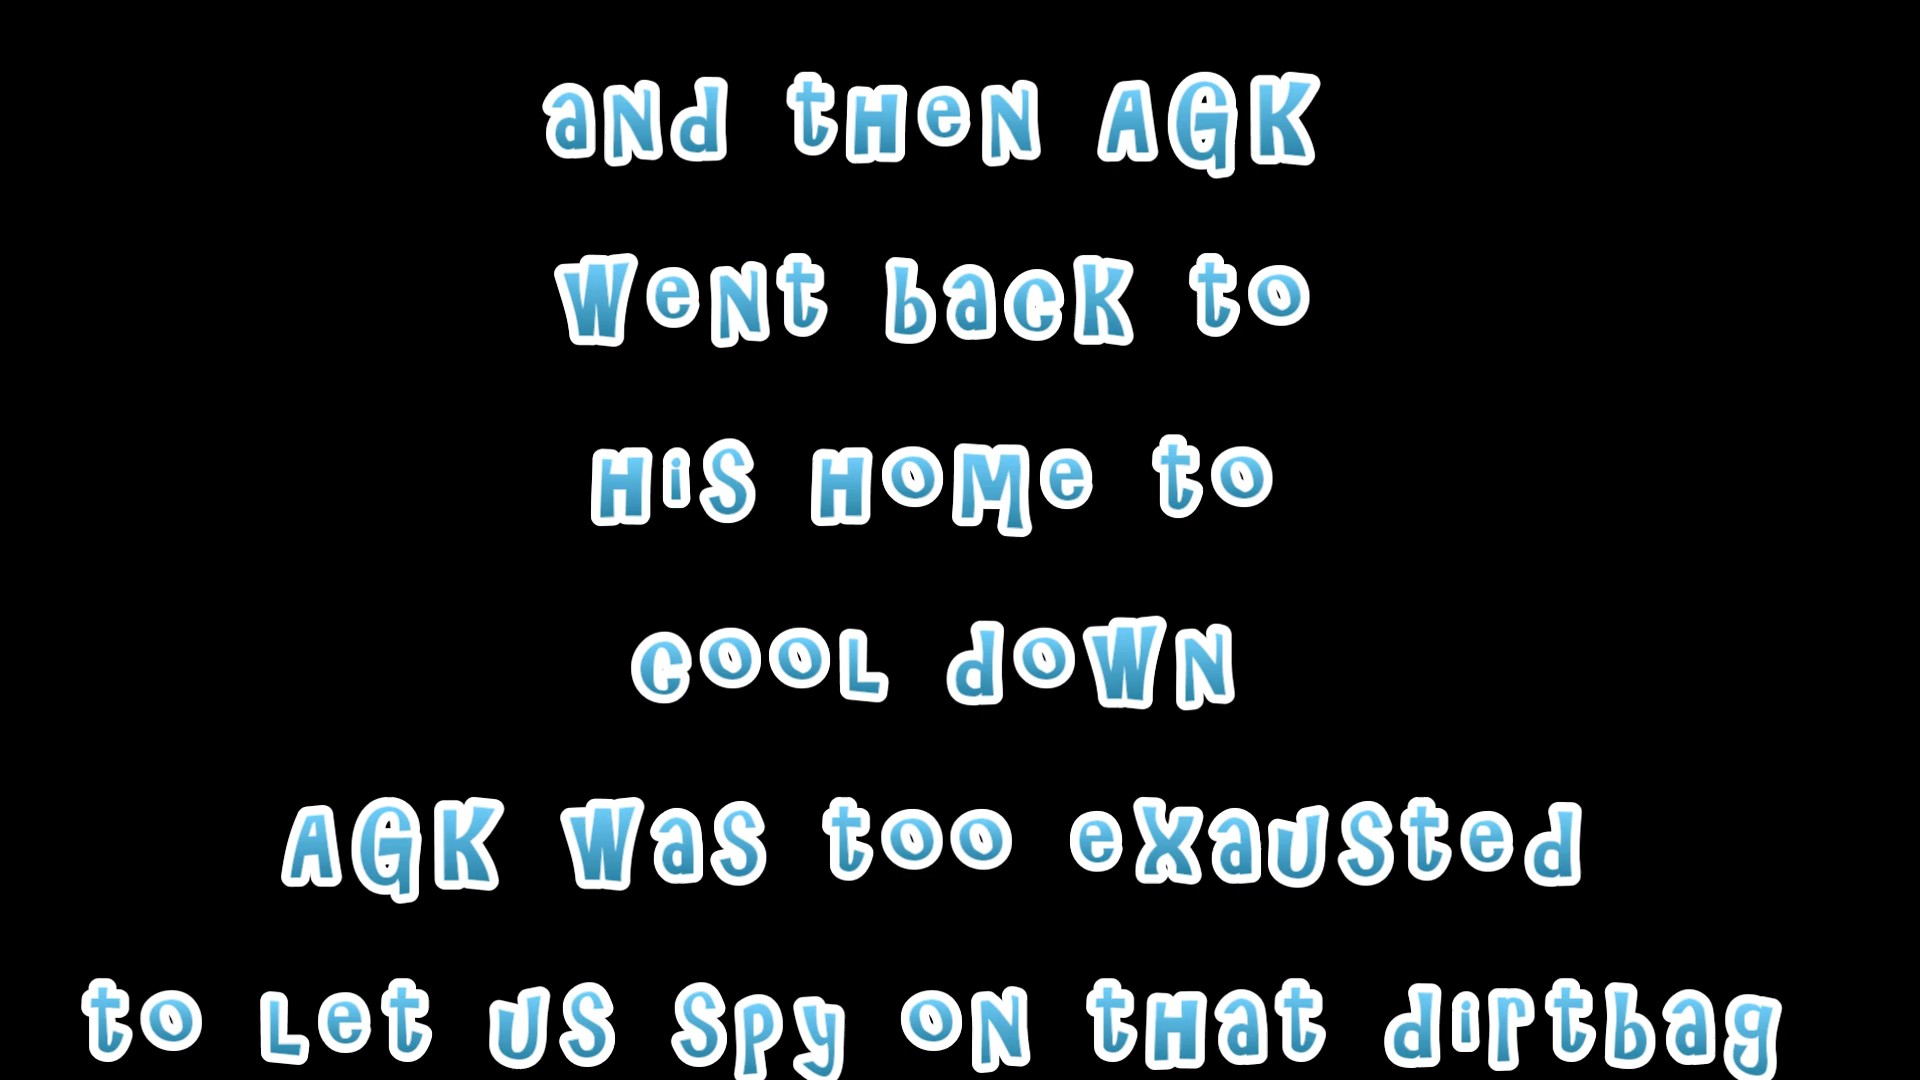 and then AGK
went back to
his home to
cool down
AGK was too exausted
to let us spy on that dirtbag